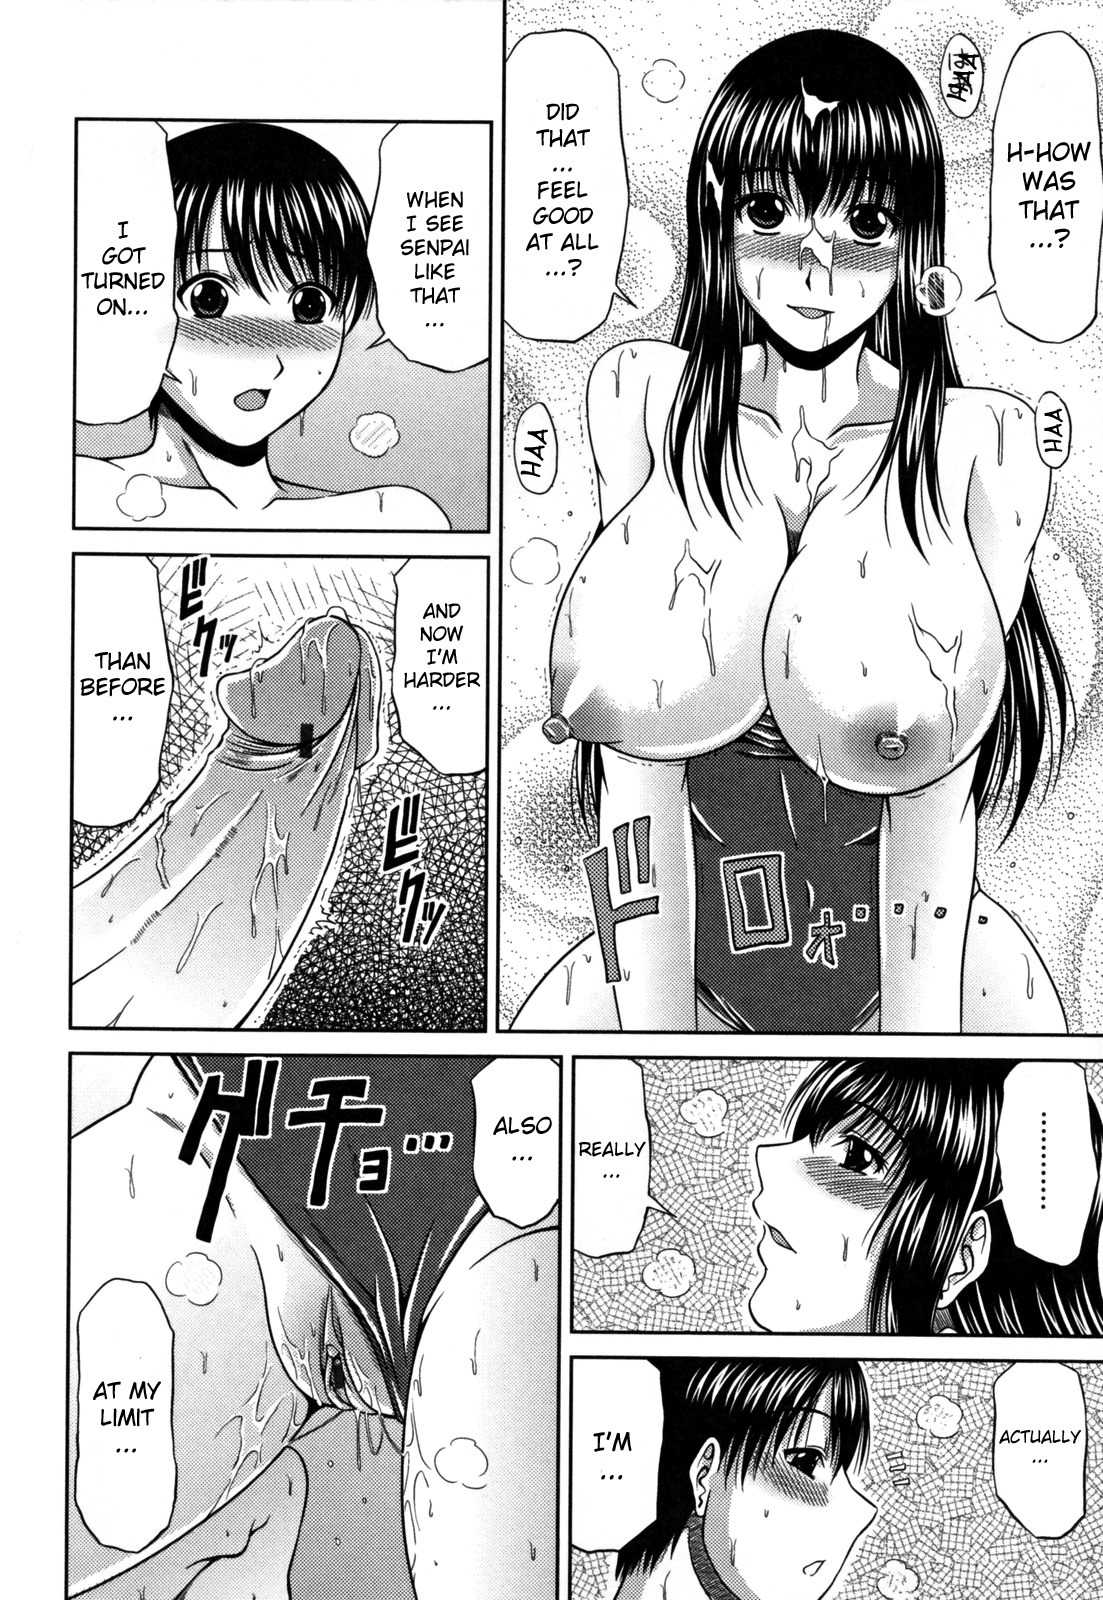 H-HOW
WAS
THAT
...?
DID
THAT
...
FEEL
GOOD
AT ALL
...?
HAA
HAA
ドロォ・・・・
WHEN
I SEE
SENPAI
LIKE
THAT
...
I
GOT
TURNED
ON...
AND
NOW
I'M
HARDER
...
THAN
BEFORE
...
ビクッ
ビクッ
..........
REALLY
...
ACTUALLY
...
I'M
...
ALSO
...
AT MY
LIMIT
...
グチョ・・・